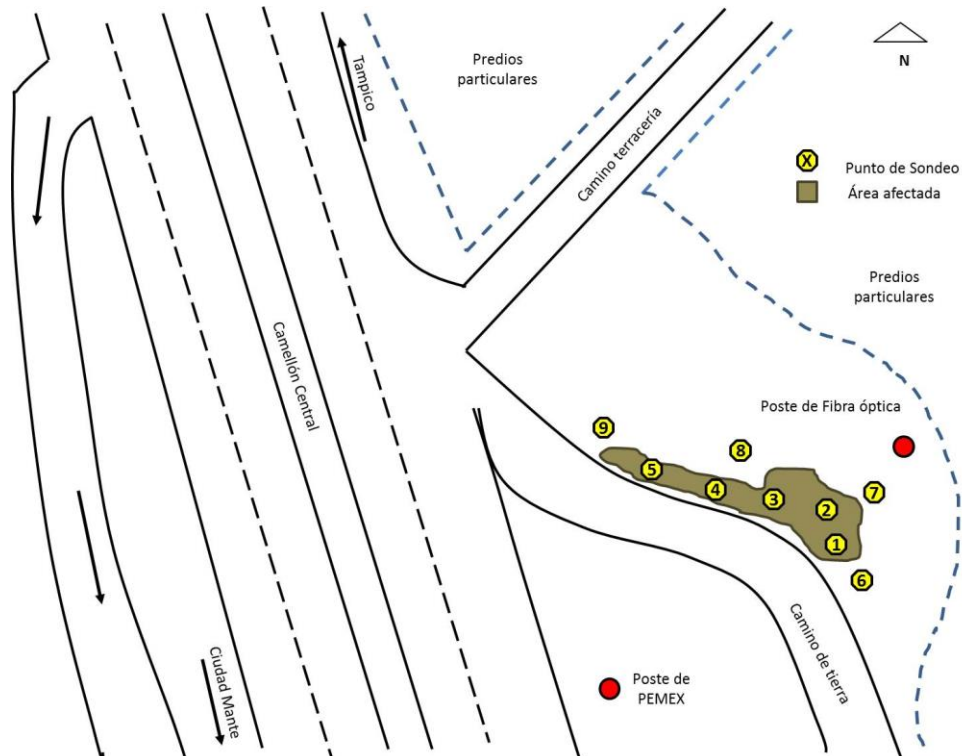 Predios
particulares
N
Tampico
Camino terracería
X
Punto de Sondeo
Área afectada
Predios
particulares
Camellón Central
Poste de Fibra óptica
9
8
5
4
3
7
2
1
6
Camino de tierra
Ciudad Mante
Poste de
PEMEX